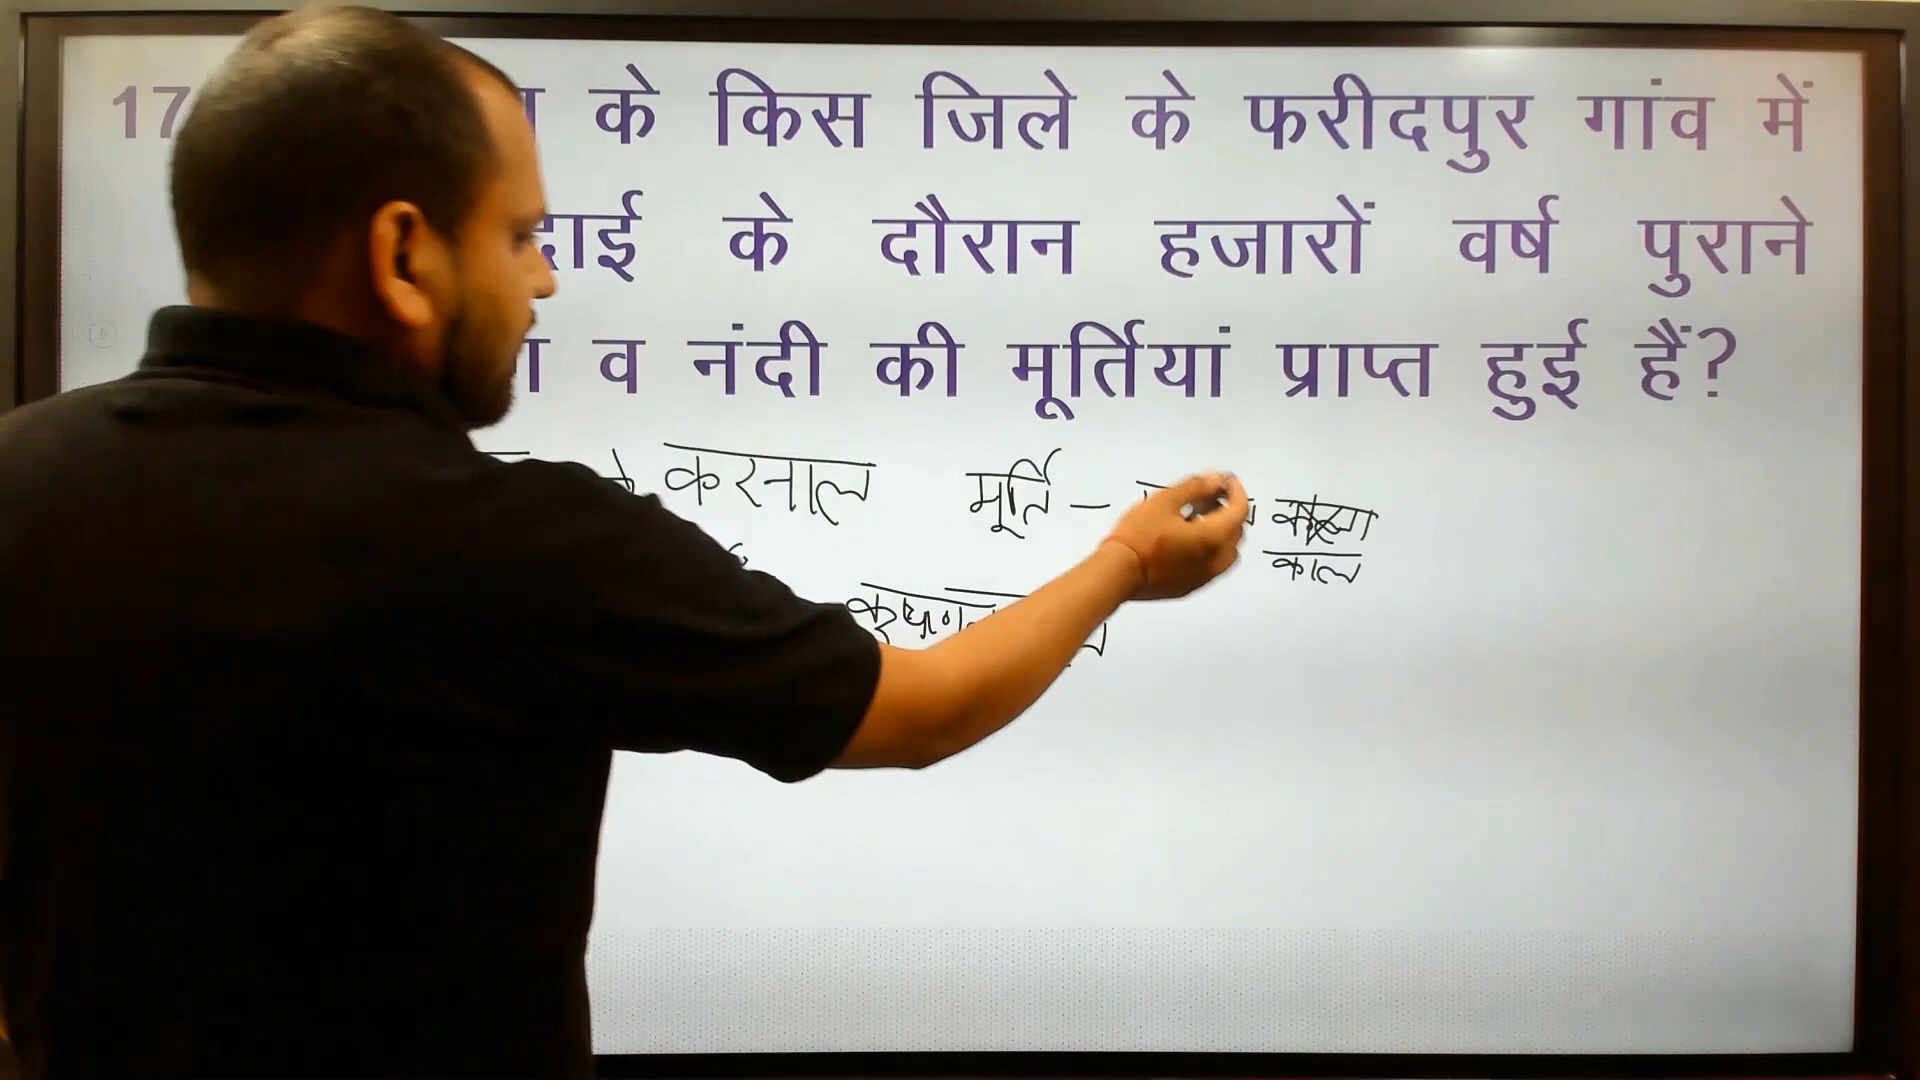 17
के किस जिले के फरीदपुर गांव में
के दौरान हजारों वर्ष पुराने
व नंदी की मूर्तियां प्राप्त हुई हैं?
करनाल मूर्ति –
काल